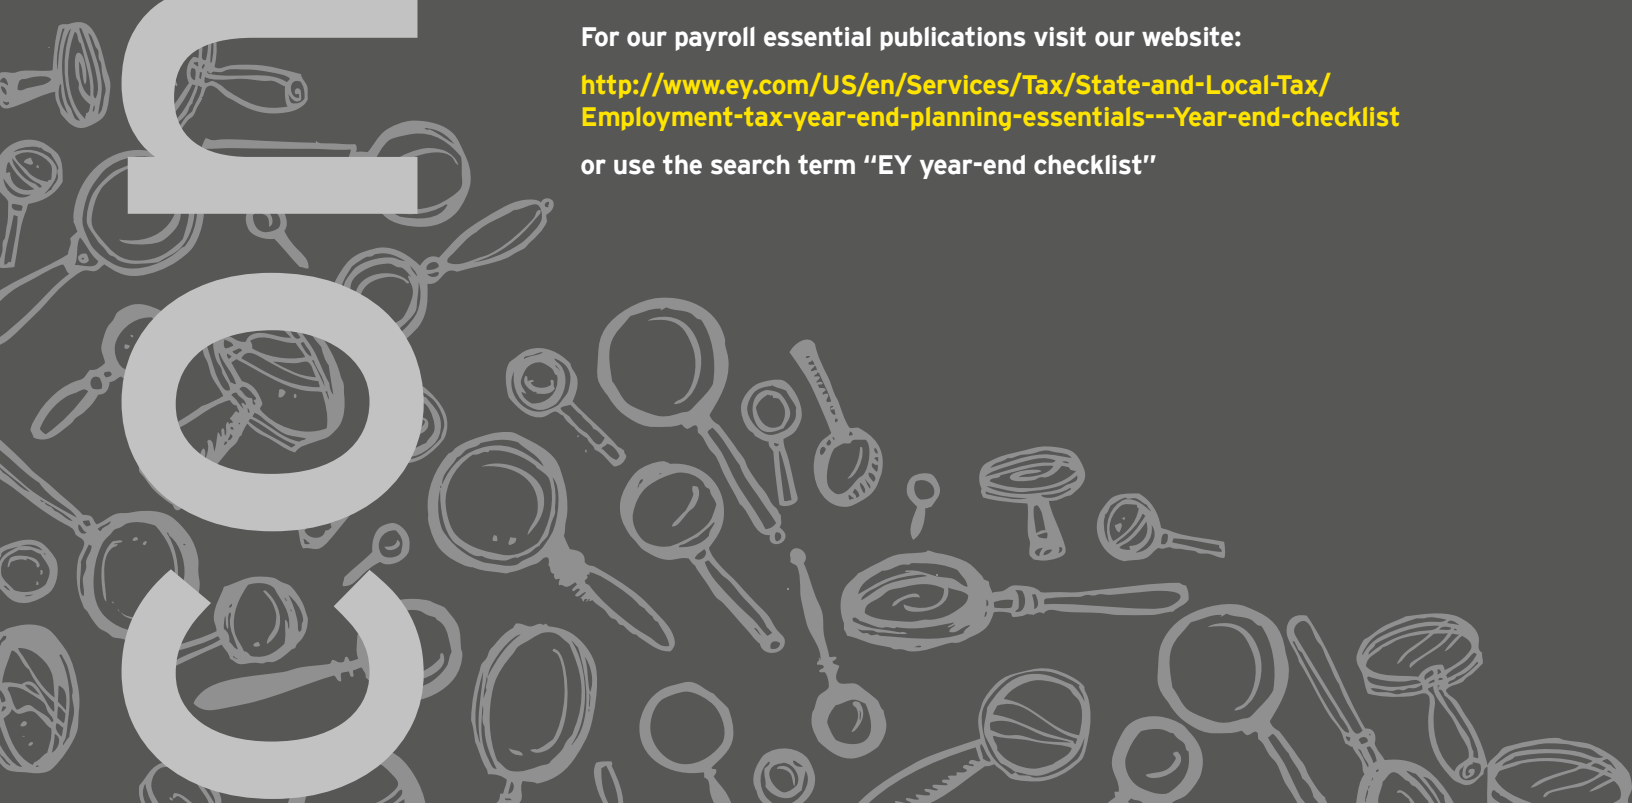 For our payroll essential publications visit our website:
http://www.ey.com/US/en/Services/Tax/State-and-Local-Tax/
Employment-tax-year-end-planning-essentials---Year-end-checklist
or use the search term “EY year-end checklist”
con